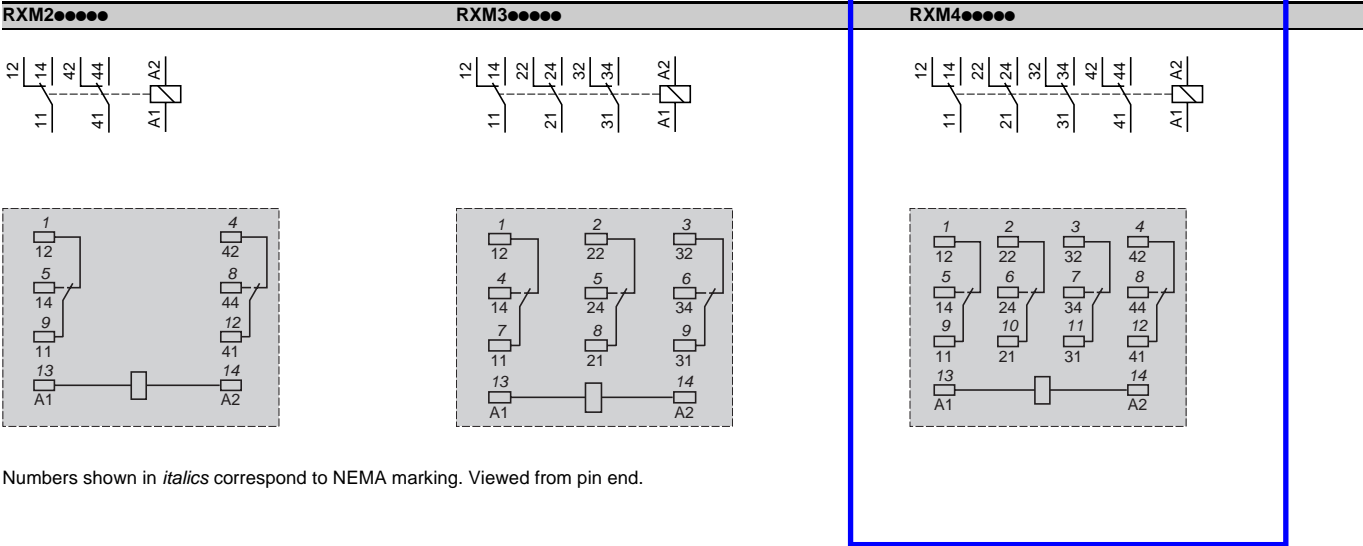 RXM2●●●●● RXM3●●●●● RXM4●●●●●
12 14 42 44 A2
11 41 A1
12 14 22 24 32 34 A2
11 21 31 A1
12 14 22 24 32 34 42 44 A2
11 21 31 41 A1
1 4
12 42
5 8
14 44
9 12
11 41
13 14
A1 A2
1 2 3
12 22 32
4 5 6
14 24 34
7 8 9
11 21 31
13 14
A1 A2
1 2 3 4
12 22 32 42
5 6 7 8
14 24 34 44
9 10 11 12
11 21 31 41
13 14
A1 A2
Numbers shown in italics correspond to NEMA marking. Viewed from pin end.